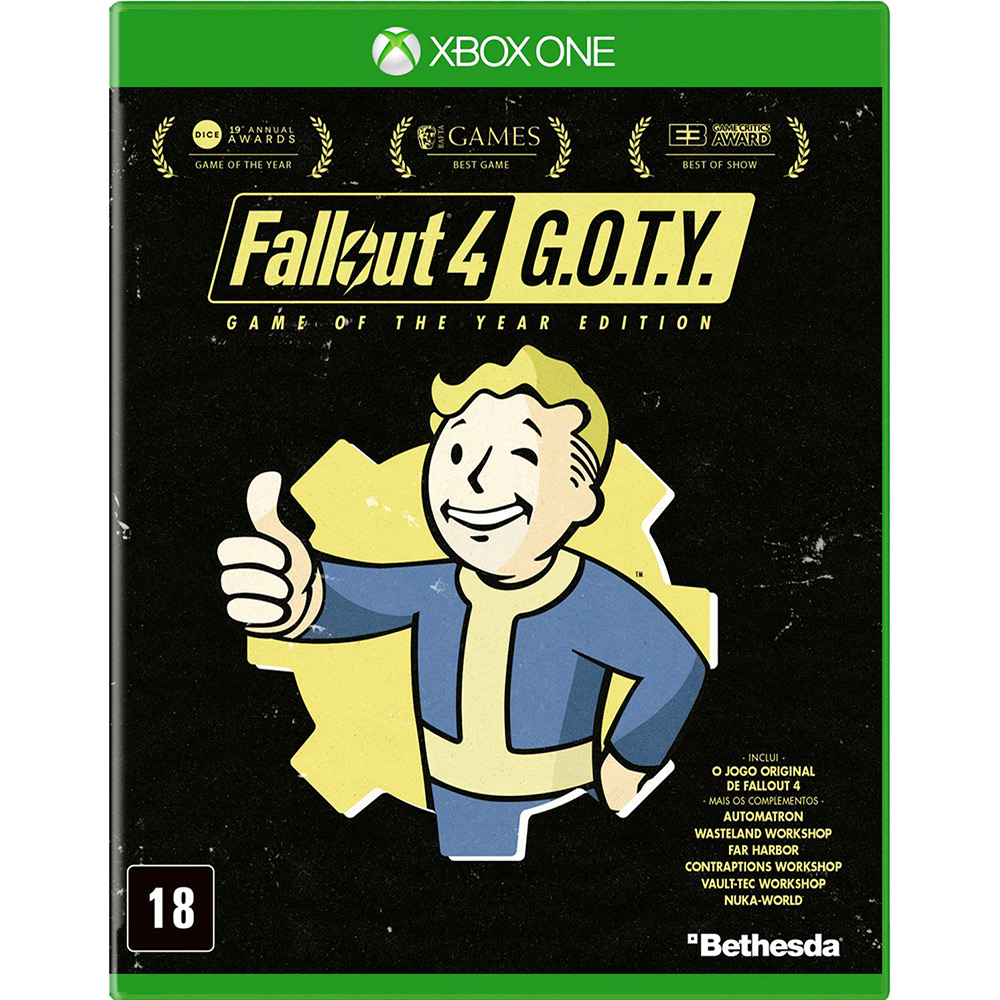 XBOX ONE
DICE 19TH ANNUAL AWARDS
GAME OF THE YEAR
BAFTA GAMES
BEST GAME
E3 GAME CRITICS AWARD
BEST OF SHOW
Fallout® 4 G.O.T.Y.
GAME OF THE YEAR EDITION
TM
- INCLUI -
O JOGO ORIGINAL
DE FALLOUT 4
- MAIS OS COMPLEMENTOS -
AUTOMATRON
WASTELAND WORKSHOP
FAR HARBOR
CONTRAPTIONS WORKSHOP
VAULT-TEC WORKSHOP
NUKA-WORLD
18
Bethesda